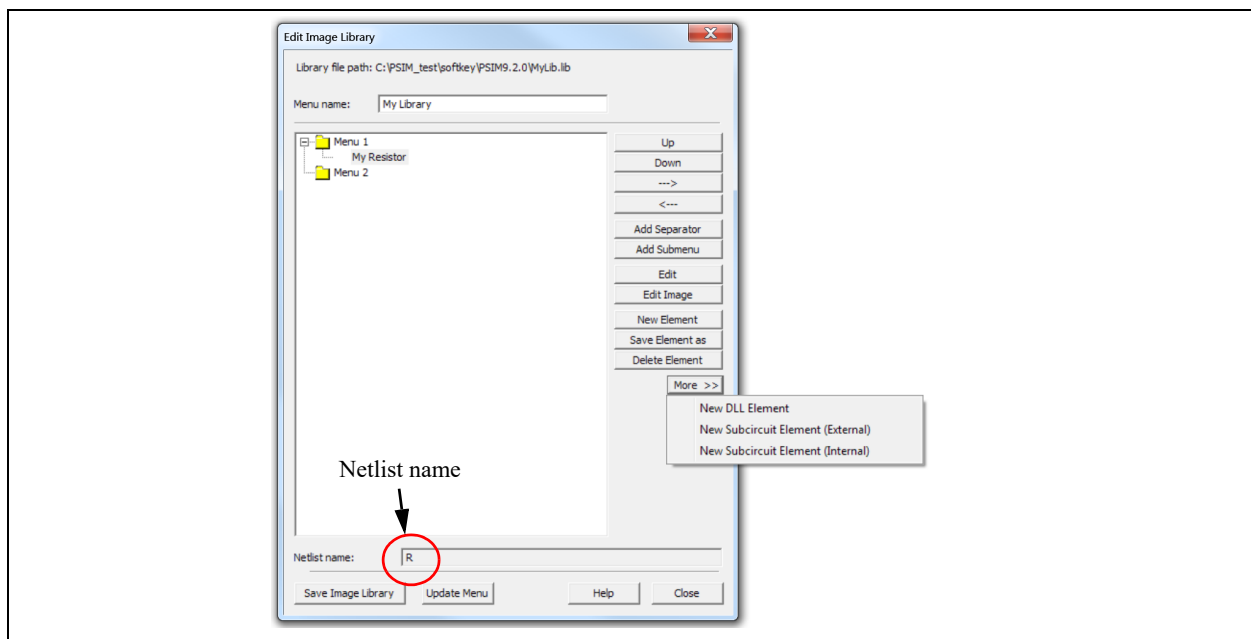 Edit Image Library
X
Library file path: C:\PSIM_test\softkey\PSIM9.2.0\MyLib.lib
Menu name: My Library
Menu 1
My Resistor
Menu 2
Up
Down
--->
<---
Add Separator
Add Submenu
Edit
Edit Image
New Element
Save Element as
Delete Element
More >>
New DLL Element
New Subcircuit Element (External)
New Subcircuit Element (Internal)
Netlist name
Netlist name: R
Save Image Library Update Menu Help Close